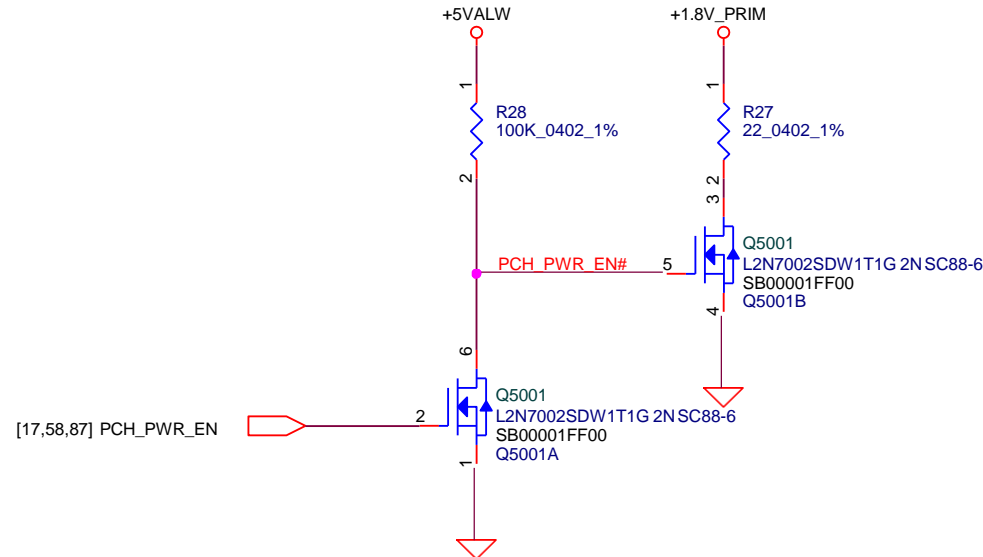 +5VALW
+1.8V_PRIM
1
1
R28
100K_0402_1%
R27
22_0402_1%
2
2
3
PCH_PWR_EN#
5
Q5001
L2N7002SDW1T1G 2N SC88-6
SB00001FF00
Q5001B
4
6
Q5001
L2N7002SDW1T1G 2N SC88-6
SB00001FF00
Q5001A
2
[17,58,87] PCH_PWR_EN
1